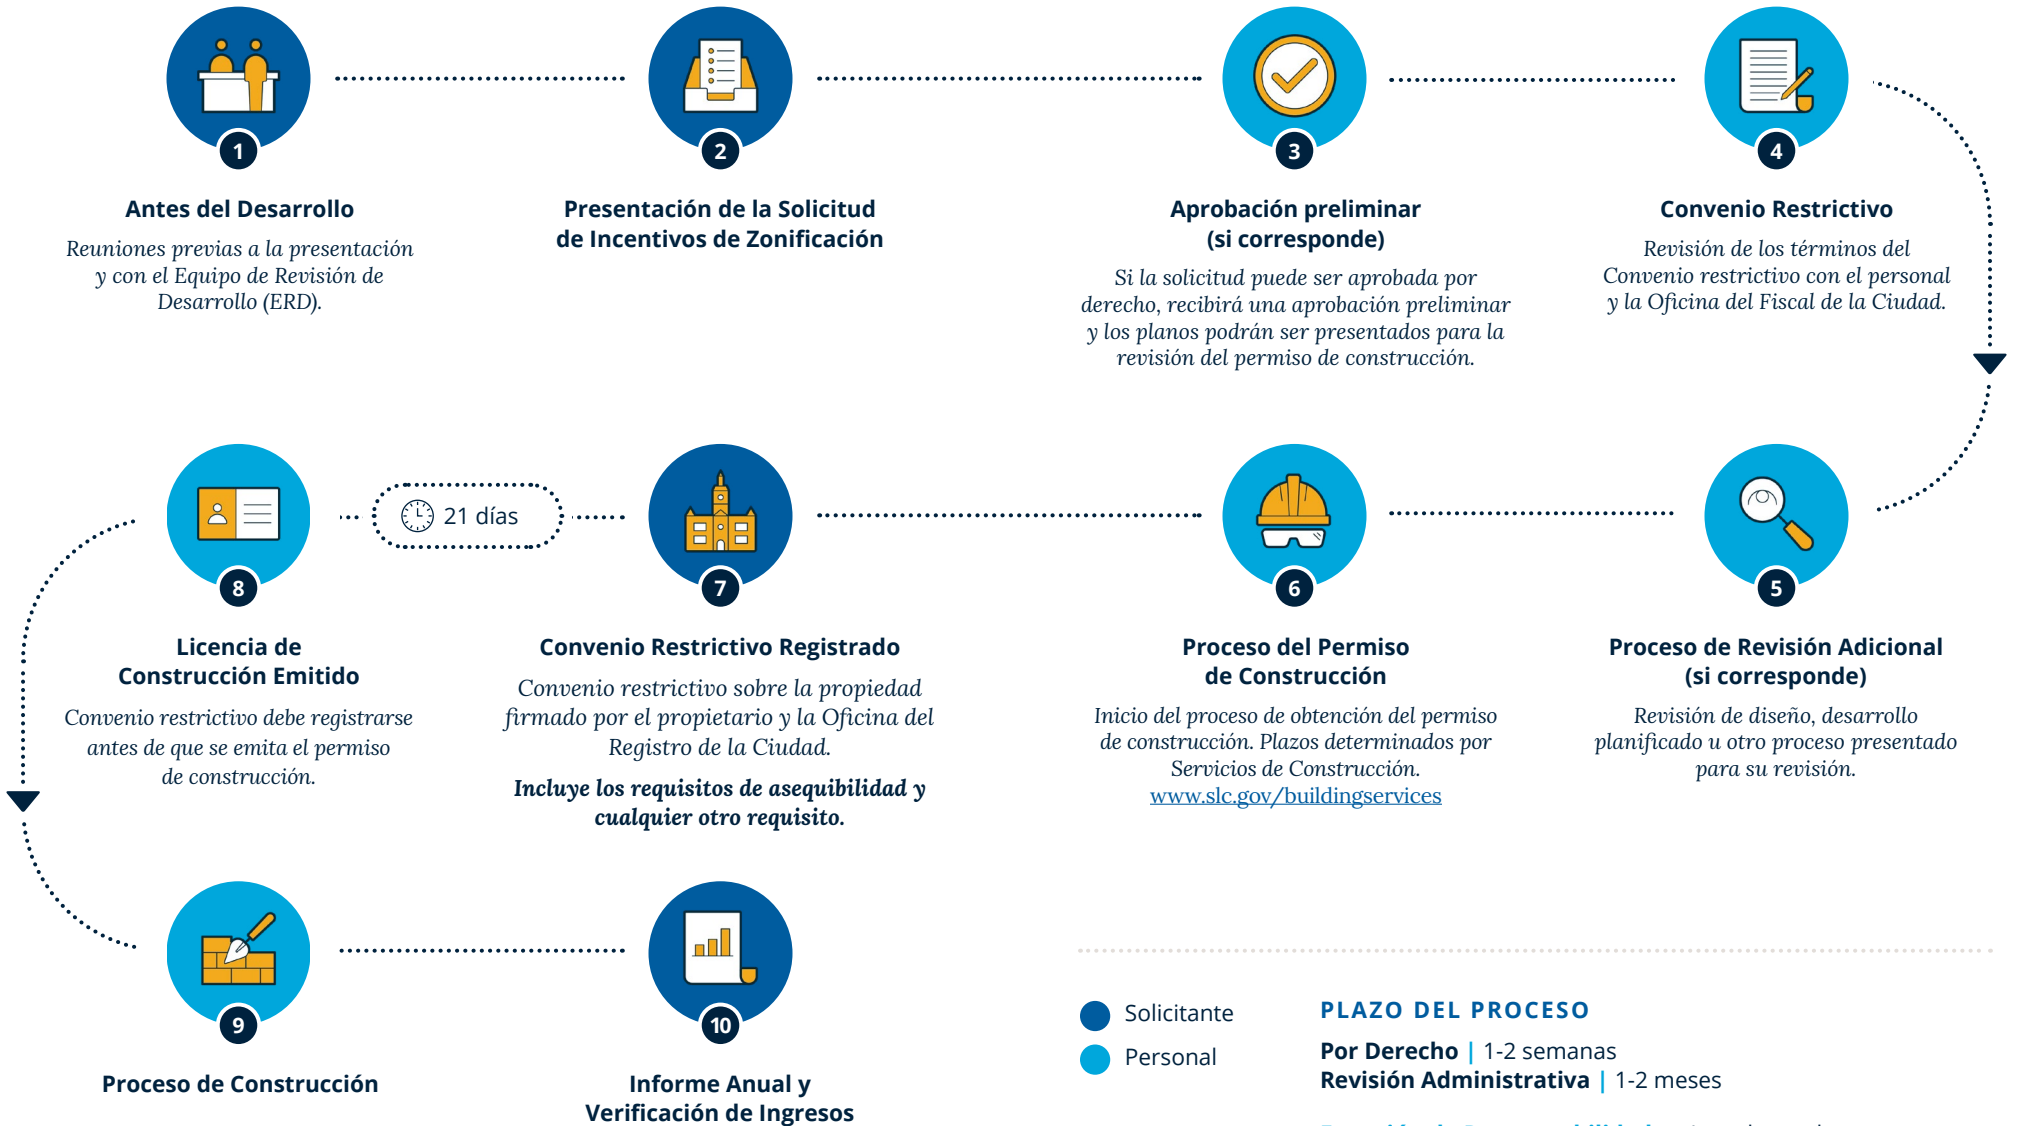 1
Antes del Desarrollo
Reuniones previas a la presentación
y con el Equipo de Revisión de
Desarrollo (ERD).
2
Presentación de la Solicitud
de Incentivos de Zonificación
3
Aprobación preliminar
(si corresponde)
Si la solicitud puede ser aprobada por
derecho, recibirá una aprobación preliminar
y los planos podrán ser presentados para la
revisión del permiso de construcción.
4
Convenio Restrictivo
Revisión de los términos del
Convenio restrictivo con el personal
y la Oficina del Fiscal de la Ciudad.
5
Proceso de Revisión Adicional
(si corresponde)
Revisión de diseño, desarrollo
planificado u otro proceso presentado
para su revisión.
6
Proceso del Permiso
de Construcción
Inicio del proceso de obtención del permiso
de construcción. Plazos determinados por
Servicios de Construcción.
www.slc.gov/buildingservices
7
Convenio Restrictivo Registrado
Convenio restrictivo sobre la propiedad
firmado por el propietario y la Oficina del
Registro de la Ciudad.
Incluye los requisitos de asequibilidad y
cualquier otro requisito.
21 días
8
Licencia de
Construcción Emitido
Convenio restrictivo debe registrarse
antes de que se emita el permiso
de construcción.
9
Proceso de Construcción
10
Informe Anual y
Verificación de Ingresos
Solicitante
Personal
PLAZO DEL PROCESO
Por Derecho | 1-2 semanas
Revisión Administrativa | 1-2 meses